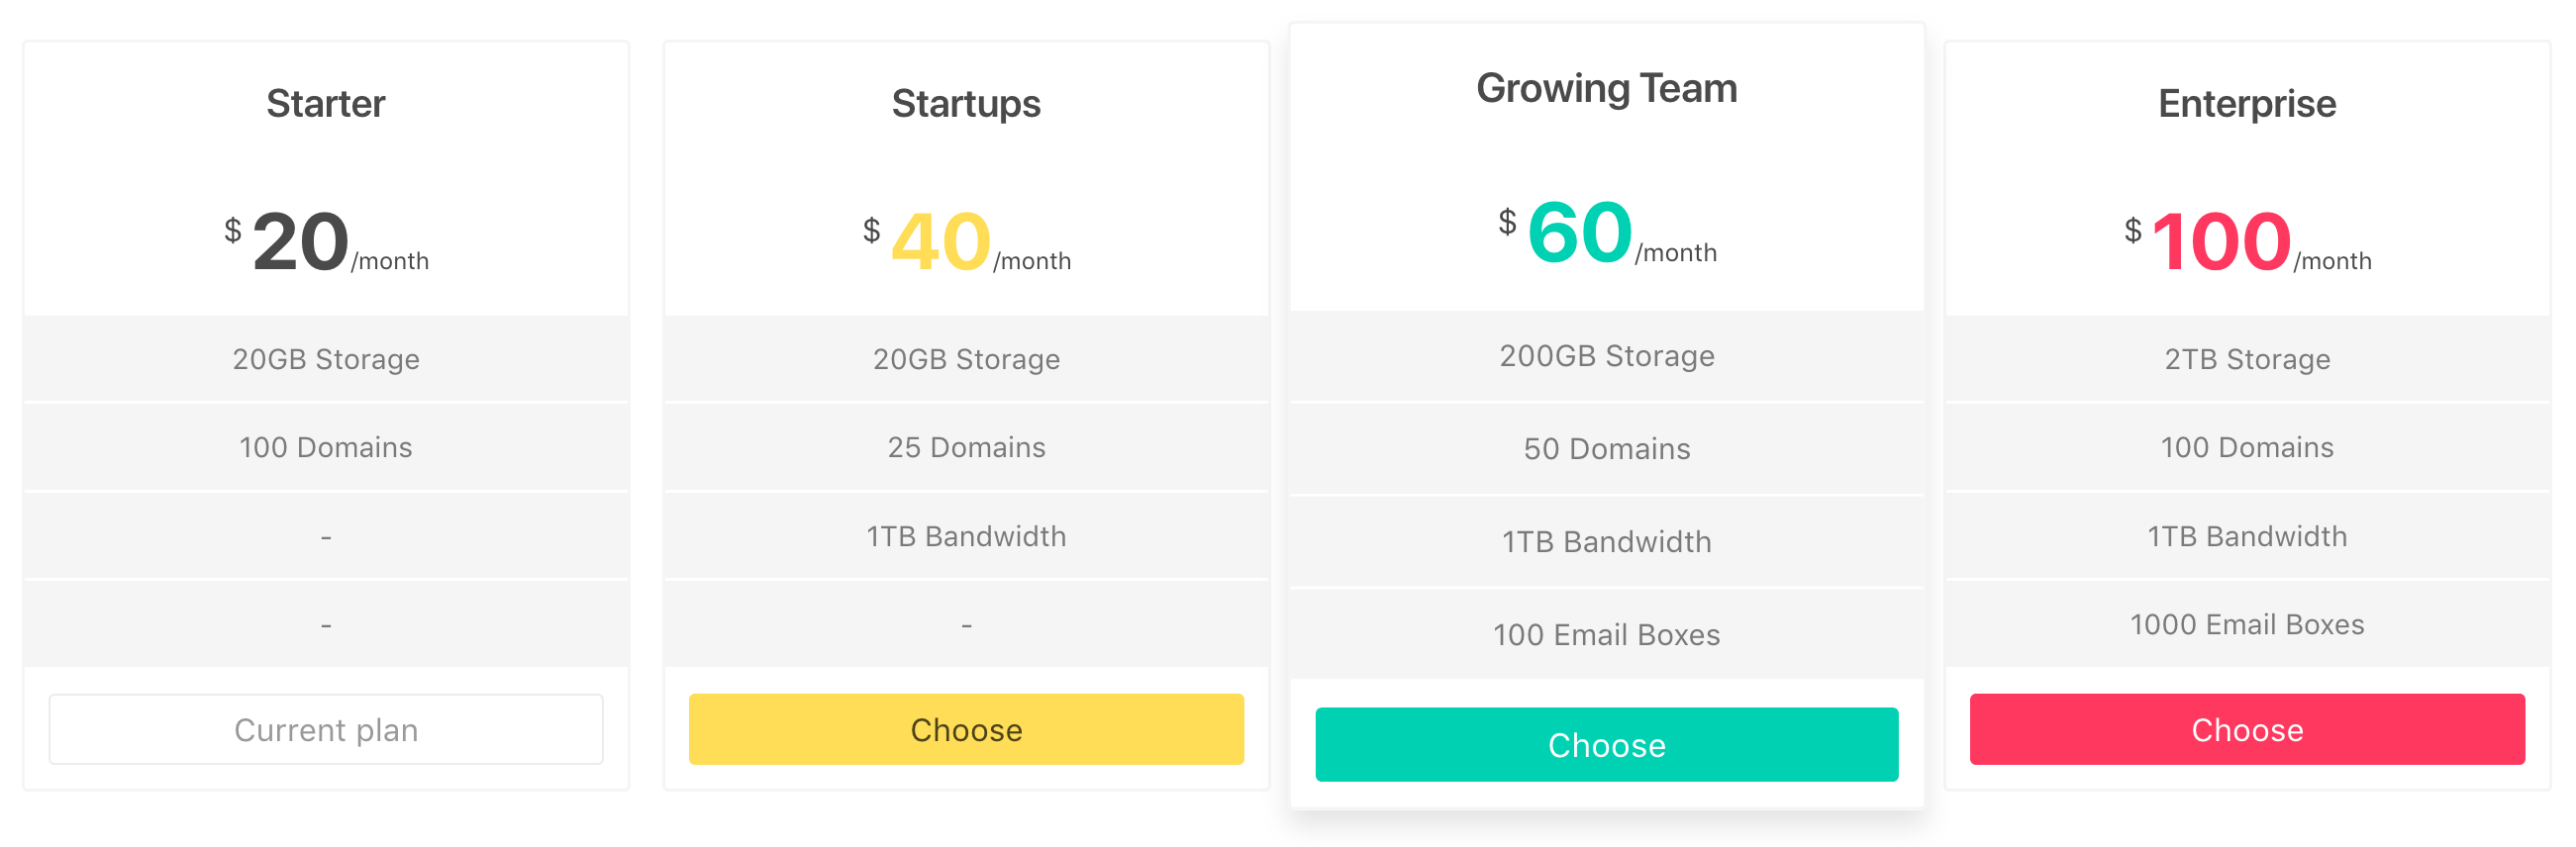 Starter
$ 20 /month
20GB Storage
100 Domains
-
-
Current plan
Startups
$ 40 /month
20GB Storage
25 Domains
1TB Bandwidth
-
Choose
Growing Team
$ 60 /month
200GB Storage
50 Domains
1TB Bandwidth
100 Email Boxes
Choose
Enterprise
$ 100 /month
2TB Storage
100 Domains
1TB Bandwidth
1000 Email Boxes
Choose